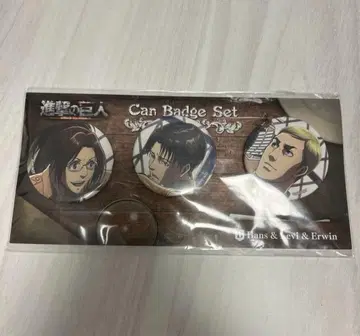 進撃の巨人
Can Badge Set
Hans & Levi & Erwin